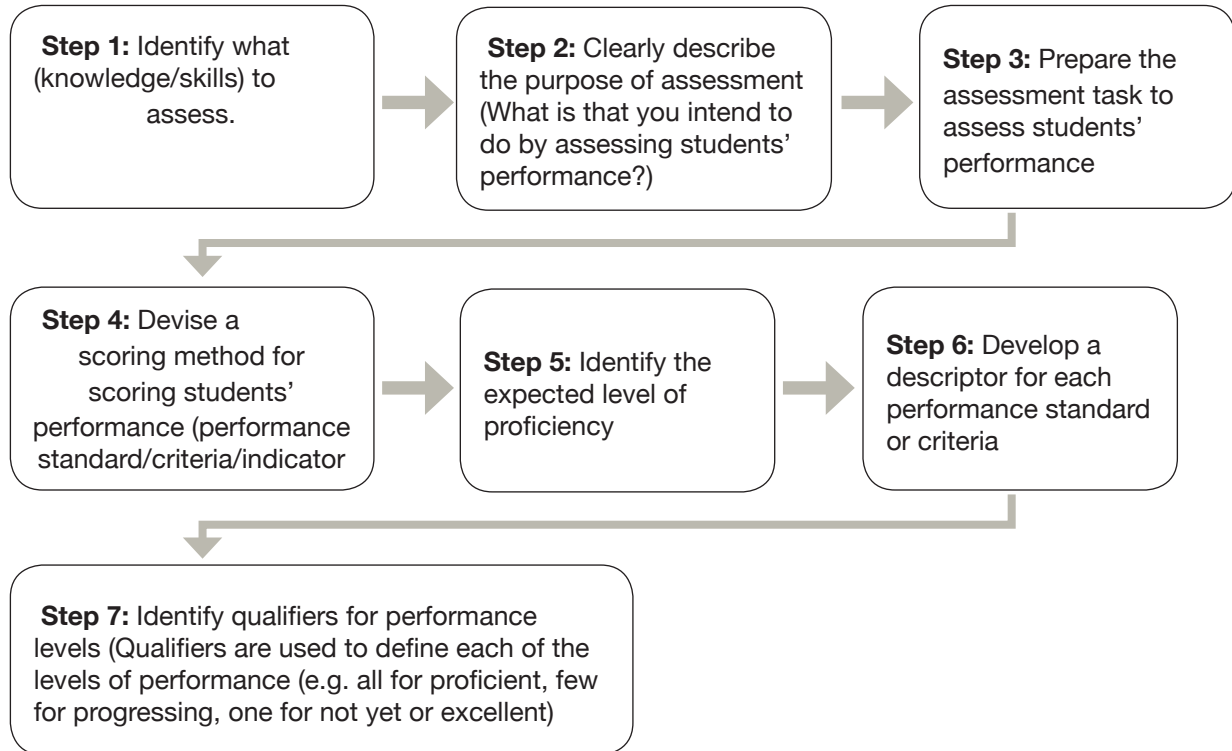 Step 1: Identify what
(knowledge/skills) to
assess.
Step 2: Clearly describe
the purpose of assessment
(What is that you intend to
do by assessing students'
performance?)
Step 3: Prepare the
assessment task to
assess students'
performance
Step 4: Devise a
scoring method for
scoring students'
performance (performance
standard/criteria/indicator
Step 5: Identify the
expected level of
proficiency
Step 6: Develop a
descriptor for each
performance standard
or criteria
Step 7: Identify qualifiers for performance
levels (Qualifiers are used to define each of the
levels of performance (e.g. all for proficient, few
for progressing, one for not yet or excellent)